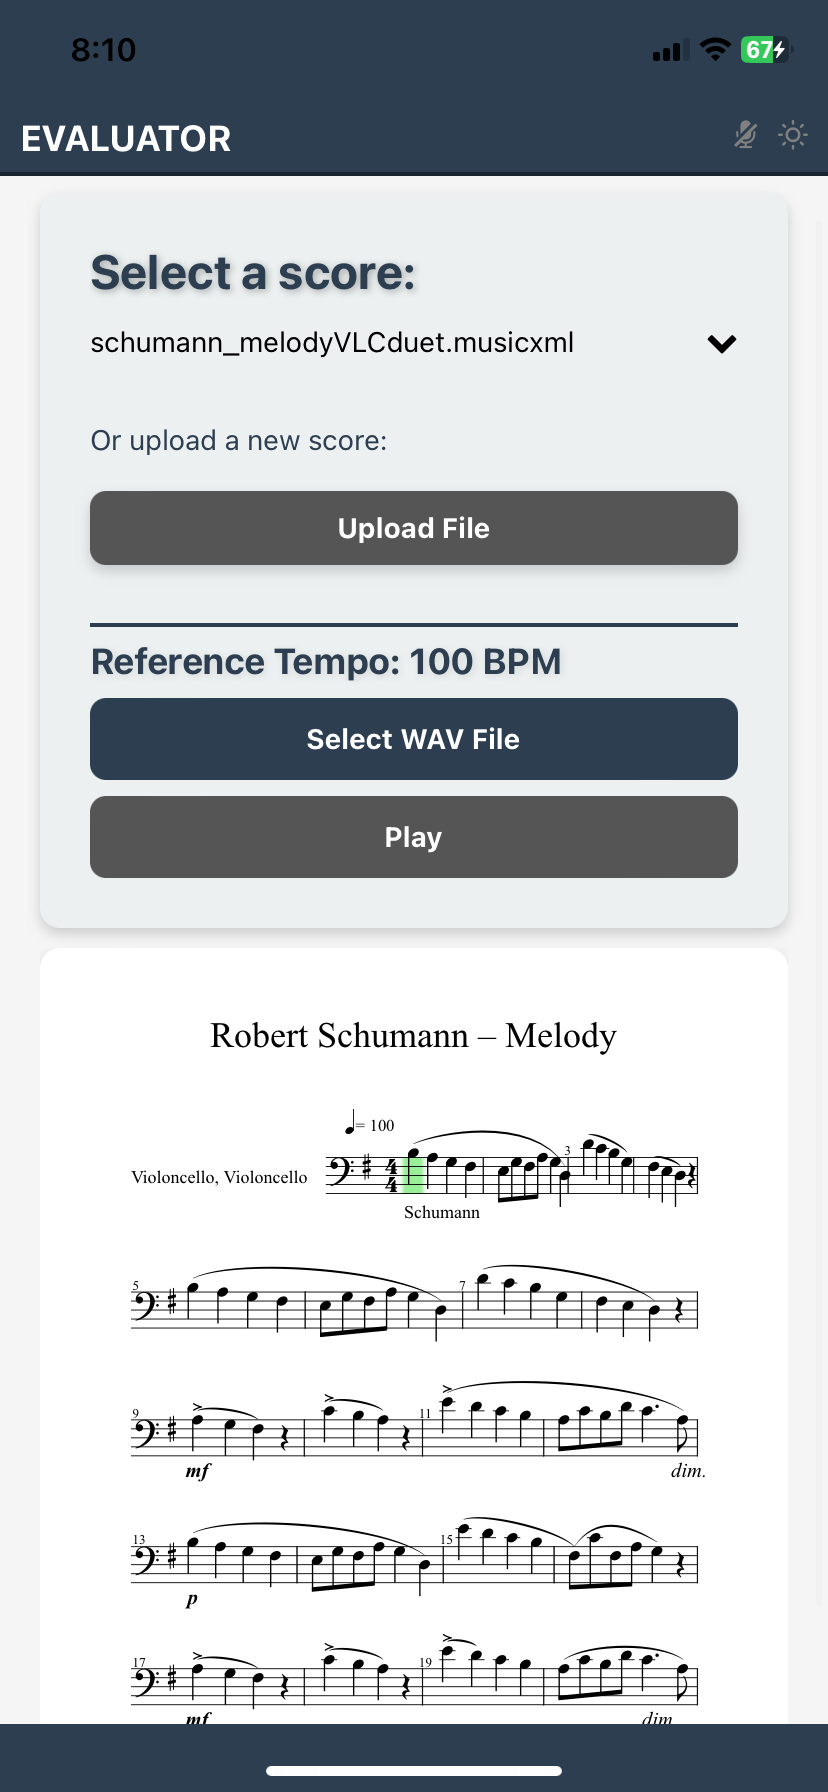 8:10
67
EVALUATOR
Select a score:
schumann_melodyVLCduet.musicxml
Or upload a new score:
Upload File
Reference Tempo: 100 BPM
Select WAV File
Play
Robert Schumann – Melody
= 100
Violoncello, Violoncello
4
4
3
Schumann
5
7
9
11
mf
dim.
13
15
p
17
19
mf
dim.